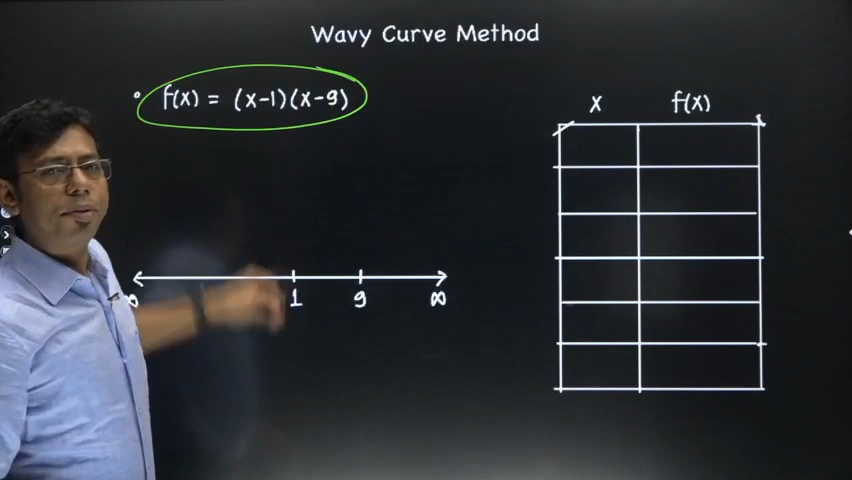 Wavy Curve Method
f(x) = (x-1)(x-9)
x f(x)
∞ 1 9 ∞